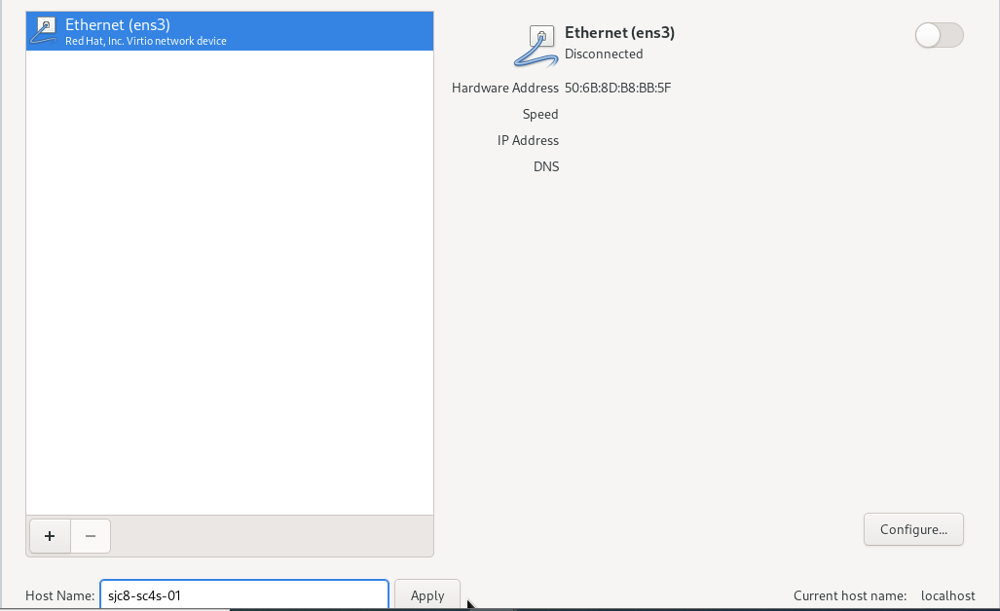 Ethernet (ens3)
Red Hat, Inc. Virtio network device
Ethernet (ens3)
Disconnected
Hardware Address 50:6B:8D:B8:BB:5F
Speed
IP Address
DNS
+ −
Configure...
Host Name: sjc8-sc4s-01 Apply Current host name: localhost